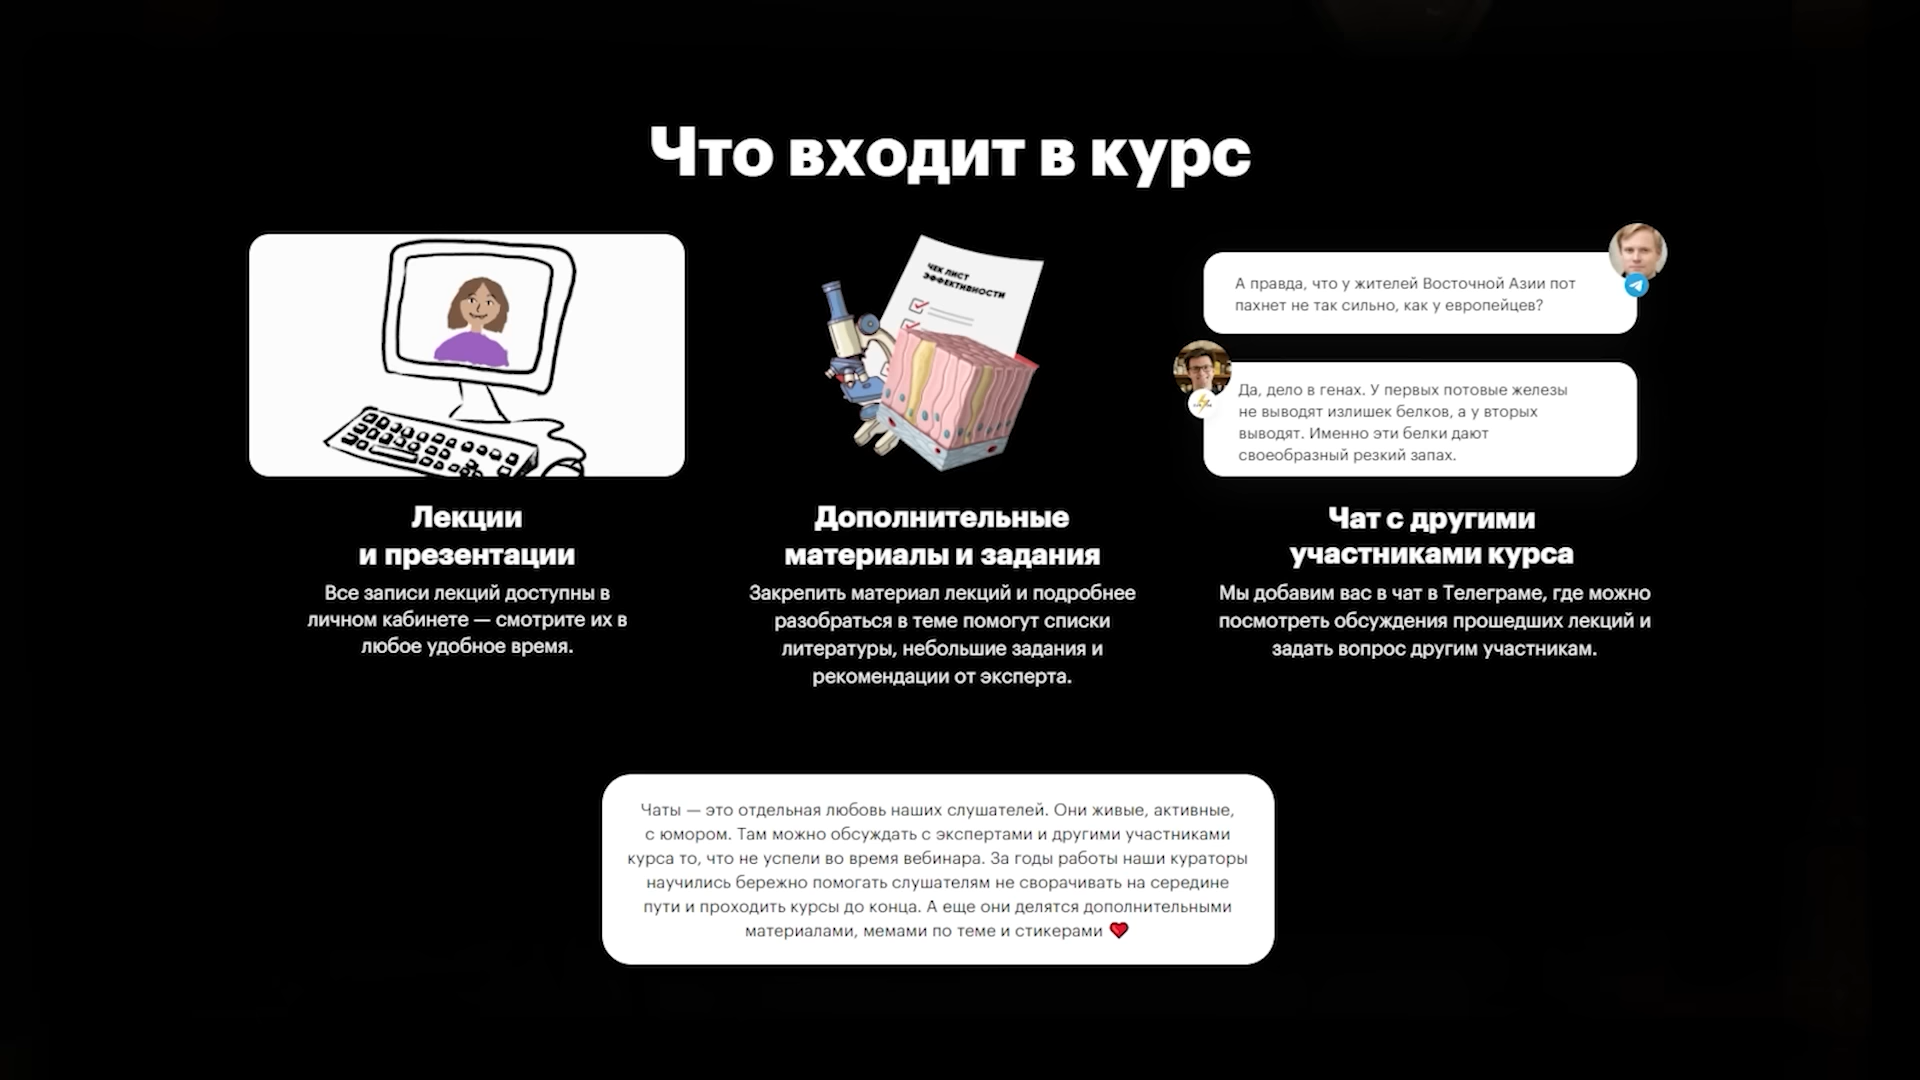 Что входит в курс
ЧЕК ЛИСТ
ЭФФЕКТИВНОСТИ
А правда, что у жителей Восточной Азии пот
пахнет не так сильно, как у европейцев?
Да, дело в генах. У первых потовые железы
не выводят излишек белков, а у вторых
выводят. Именно эти белки дают
своеобразный резкий запах.
Лекции
и презентации
Все записи лекций доступны в
личном кабинете — смотрите их в
любое удобное время.
Дополнительные
материалы и задания
Закрепить материал лекций и подробнее
разобраться в теме помогут списки
литературы, небольшие задания и
рекомендации от эксперта.
Чат с другими
участниками курса
Мы добавим вас в чат в Телеграме, где можно
посмотреть обсуждения прошедших лекций и
задать вопрос другим участникам.
Чаты — это отдельная любовь наших слушателей. Они живые, активные,
с юмором. Там можно обсуждать с экспертами и другими участниками
курса то, что не успели во время вебинара. За годы работы наши кураторы
научились бережно помогать слушателям не сворачивать на середине
пути и проходить курсы до конца. А еще они делятся дополнительными
материалами, мемами по теме и стикерами ❤️